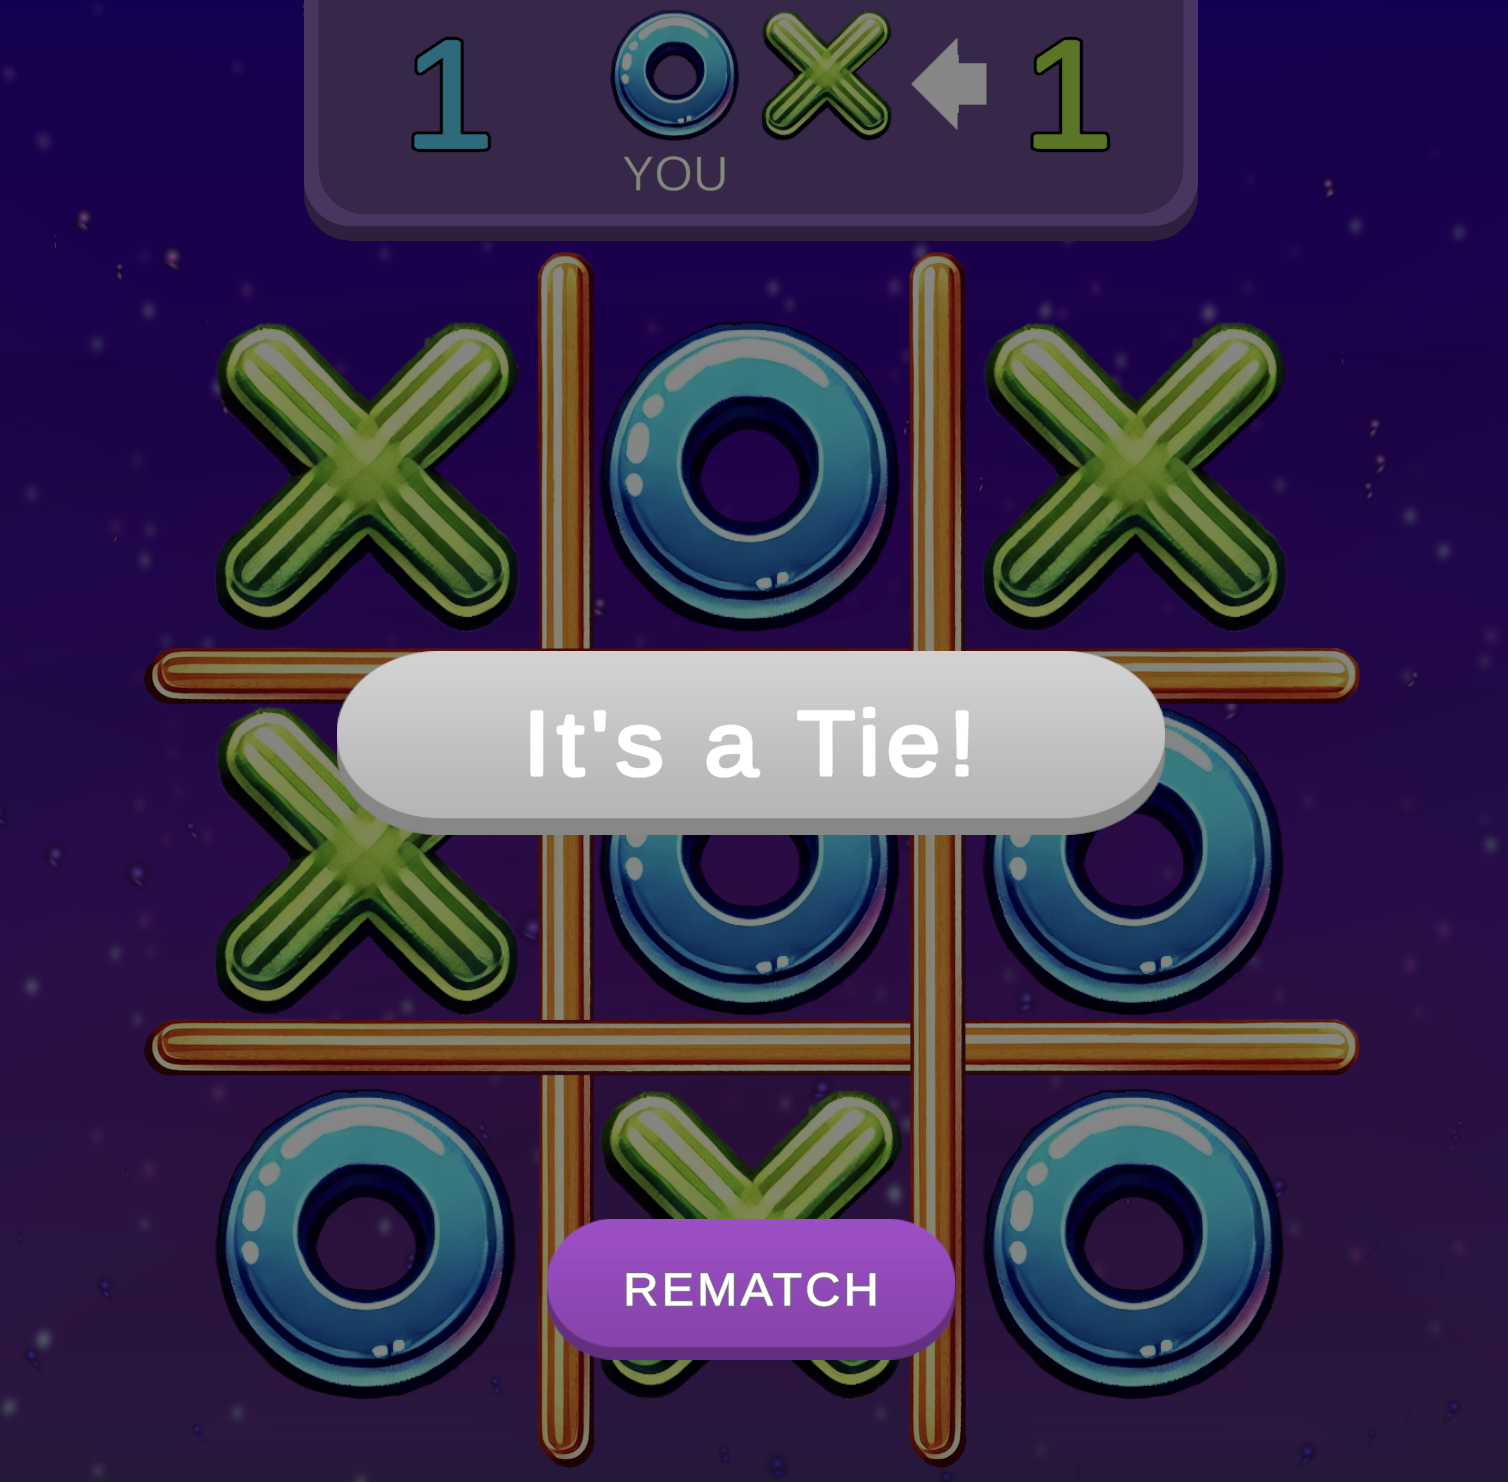 1 O X 1
YOU
X O X
It's a Tie!
X O O
O X O
REMATCH